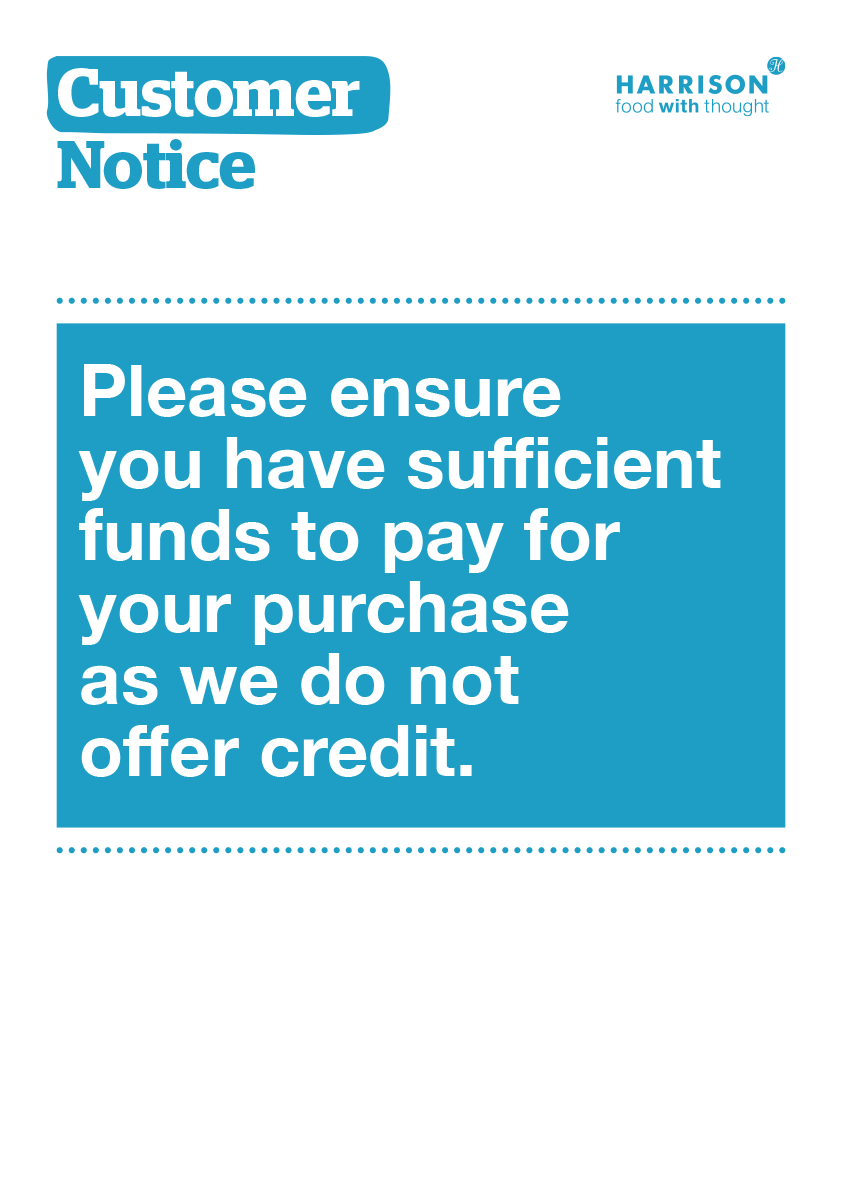 Customer
Notice
HARRISON
food with thought
Please ensure
you have sufficient
funds to pay for
your purchase
as we do not
offer credit.